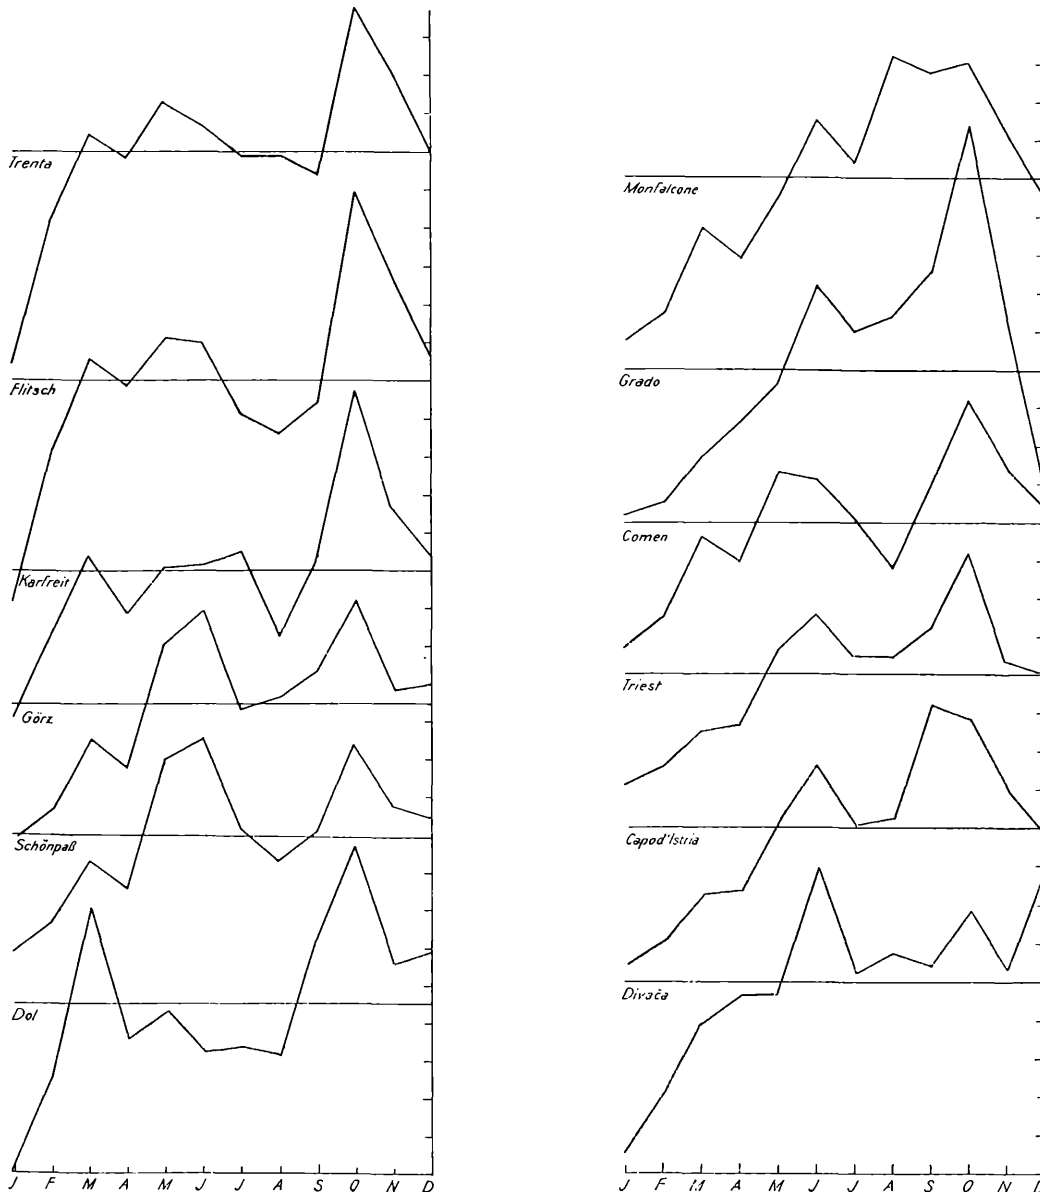 Trenta
Flitsch
Karfreit
Görz
Schönpaß
Dol
J F M A M J J A S O N D
Monfalcone
Grado
Comen
Triest
Capod'Istria
Divača
J F M A M J J A S O N